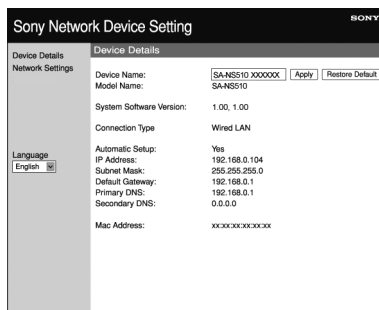 SONY
Sony Network Device Setting
Device Details
Network Settings
Language
English
Device Details
Device Name: SA-NS510 XXXXXX Apply Restore Default
Model Name: SA-NS510
System Software Version: 1.00, 1.00
Connection Type Wired LAN
Automatic Setup: Yes
IP Address: 192.168.0.104
Subnet Mask: 255.255.255.0
Default Gateway: 192.168.0.1
Primary DNS: 192.168.0.1
Secondary DNS: 0.0.0.0
Mac Address: xx:xx:xx:xx:xx:xx